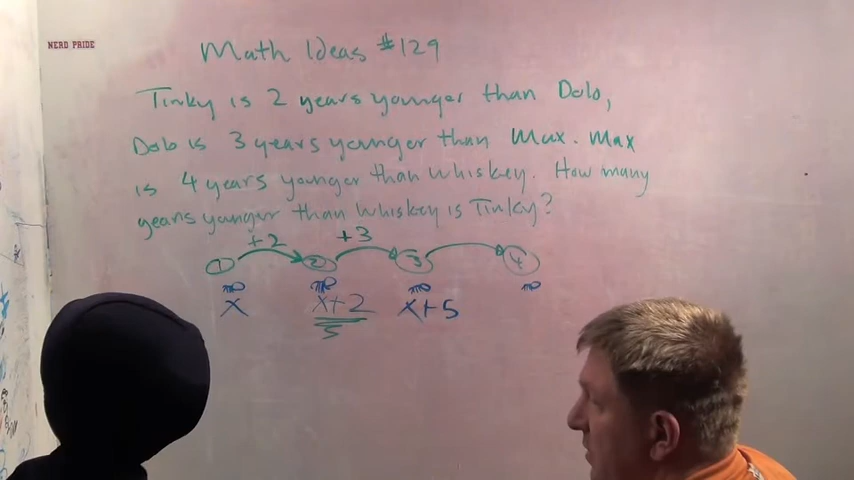 NERD PRIDE
Math Ideas #129
Tinky is 2 years younger than Dolo,
Dolo is 3 years younger than Max. Max
is 4 years younger than Whiskey. How many
years younger than Whiskey is Tinky?
+2 +3
1 2 3 4
x x+2 x+5
5